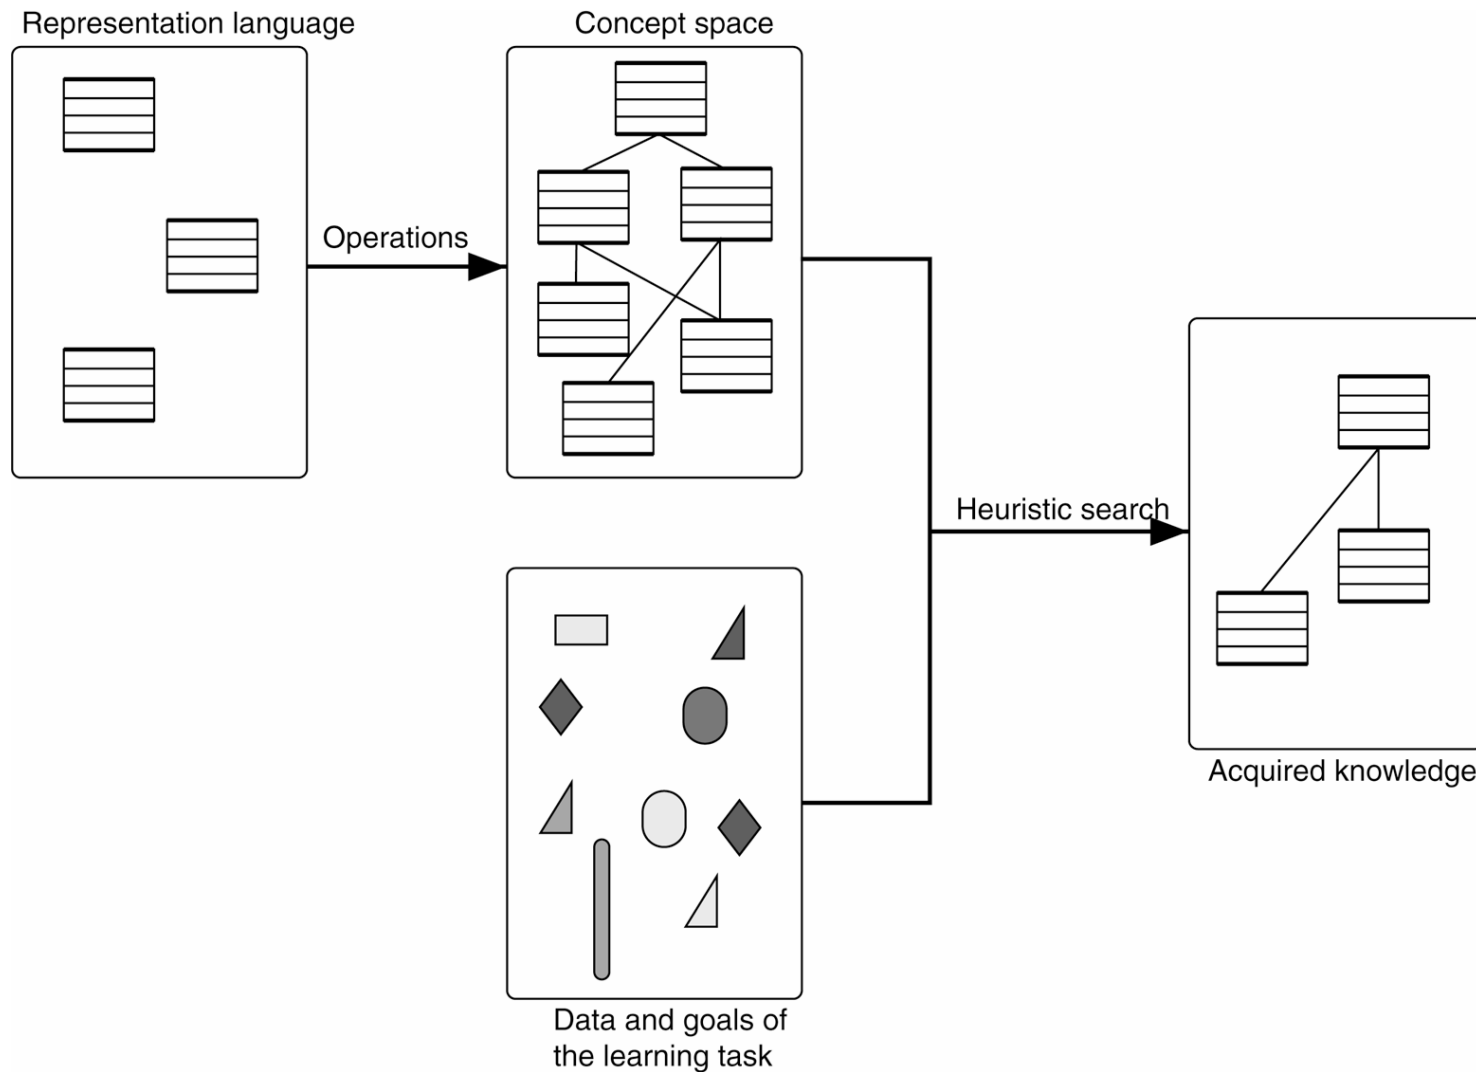 Representation language
Concept space
Operations
Heuristic search
Acquired knowledge
Data and goals of
the learning task